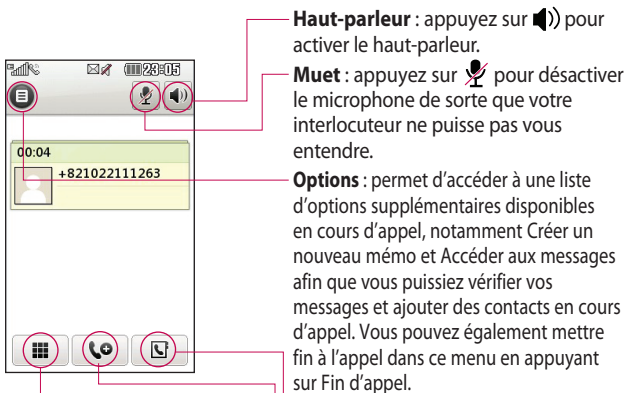 Haut-parleur : appuyez sur pour
activer le haut-parleur.
Muet : appuyez sur pour désactiver
le microphone de sorte que votre
interlocuteur ne puisse pas vous
entendre.
Options : permet d'accéder à une liste
d'options supplémentaires disponibles
en cours d'appel, notamment Créer un
nouveau mémo et Accéder aux messages
afin que vous puissiez vérifier vos
messages et ajouter des contacts en cours
d'appel. Vous pouvez également mettre
fin à l'appel dans ce menu en appuyant
sur Fin d'appel.
23:05
00:04
+821022111263